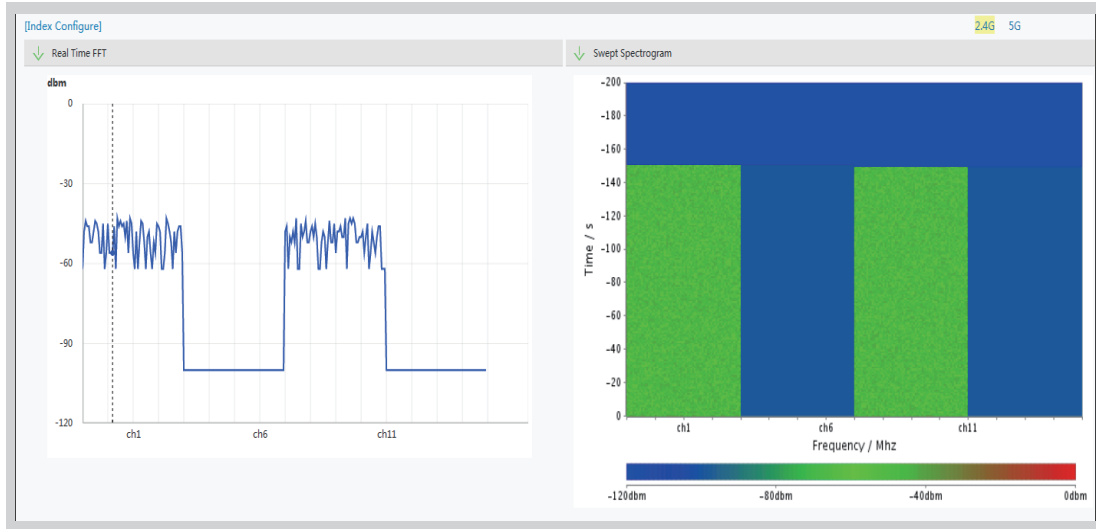 [Index Configure]
2.4G 5G
Real Time FFT
dbm
0
-30
-60
-90
-120
ch1 ch6 ch11
Swept Spectrogram
-200
-180
-160
-140
-120
-100
-80
-60
-40
-20
0
Time / s
ch1 ch6 ch11
Frequency / Mhz
-120dbm -80dbm -40dbm 0dbm